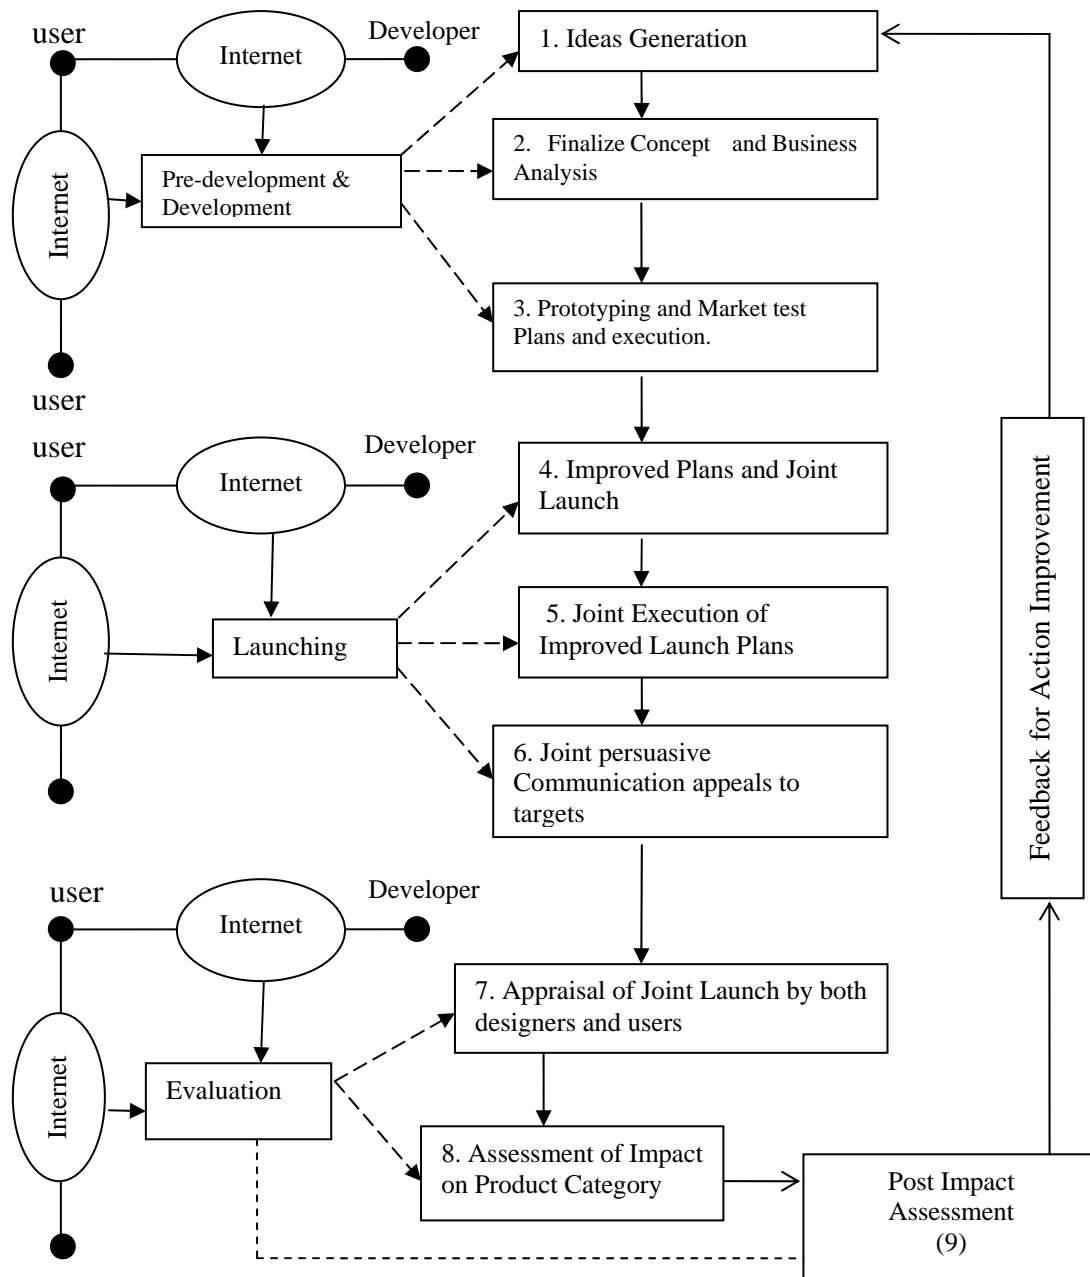 user
Internet
Developer
1. Ideas Generation
2. Finalize Concept and Business
Analysis
Pre-development &
Development
Internet
3. Prototyping and Market test
Plans and execution.
user
user
Internet
Developer
4. Improved Plans and Joint
Launch
Internet
Launching
5. Joint Execution of
Improved Launch Plans
6. Joint persuasive
Communication appeals to
targets
Feedback for Action Improvement
user
Internet
Developer
7. Appraisal of Joint Launch by both
designers and users
Internet
Evaluation
8. Assessment of Impact
on Product Category
Post Impact
Assessment
(9)